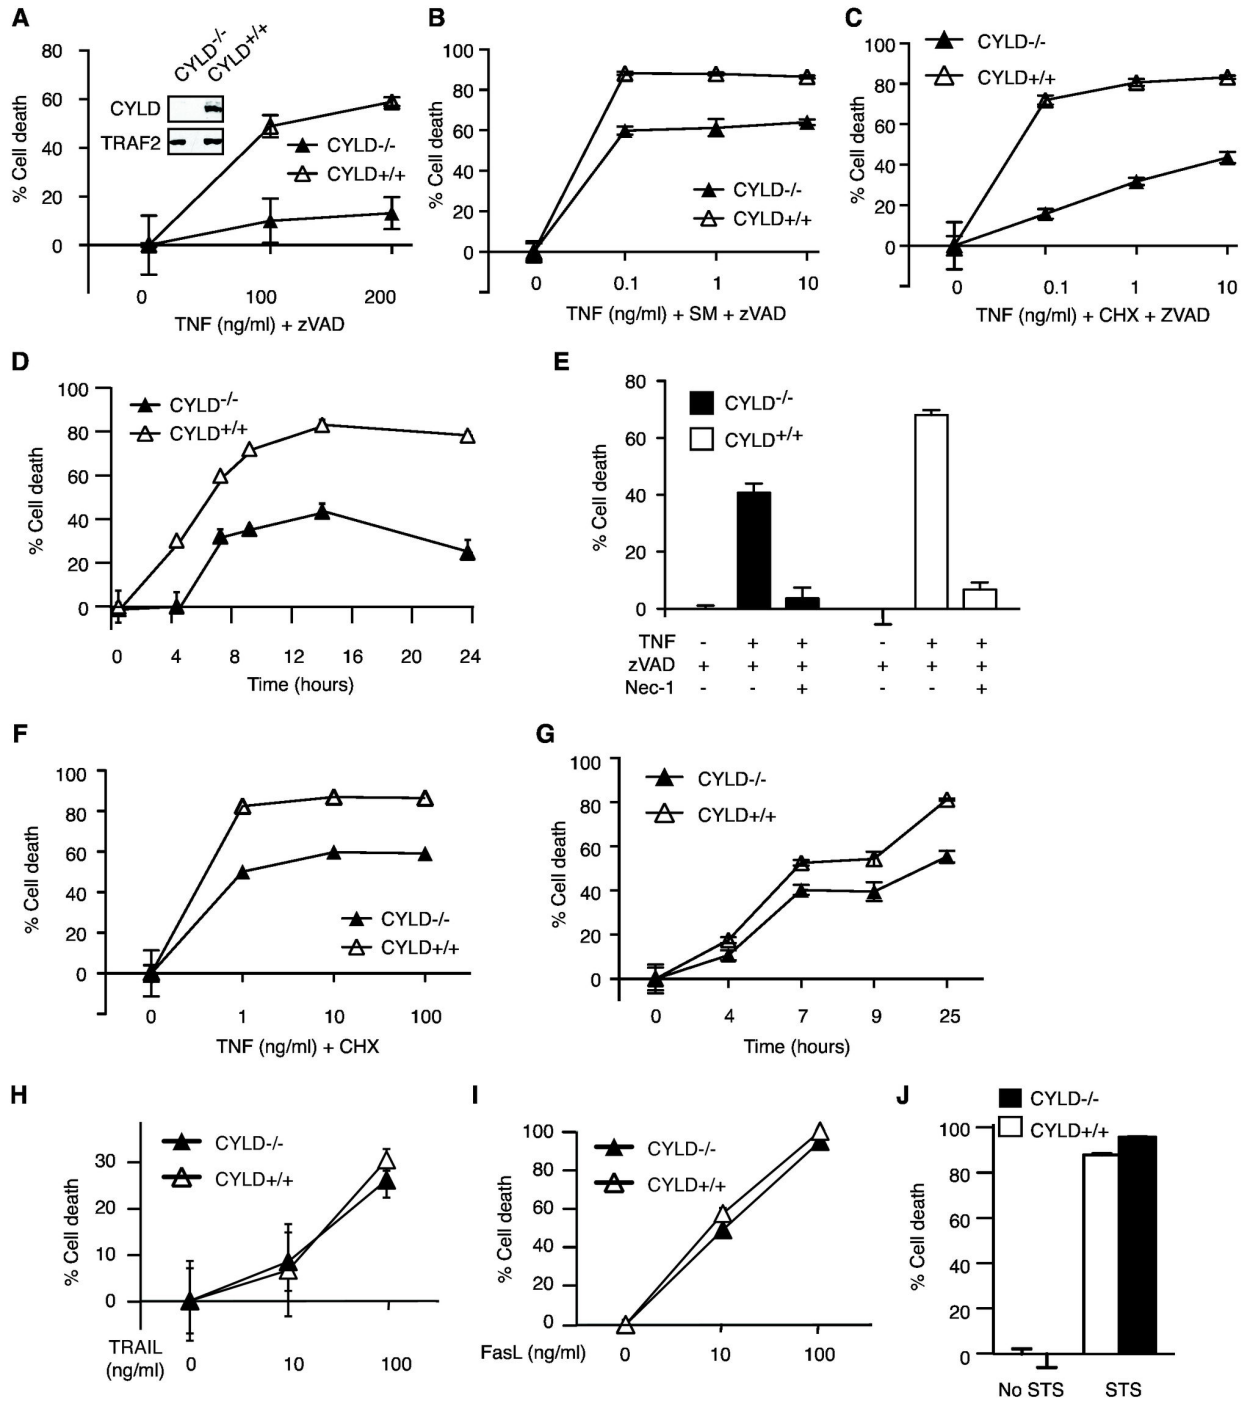 A
80
60
40
20
0
% Cell death
CYLD-/-
CYLD+/+
CYLD
TRAF2
CYLD-/-
CYLD+/+
0 100 200
TNF (ng/ml) + zVAD
B
100
80
60
40
20
0
% Cell death
CYLD-/-
CYLD+/+
0 0.1 1 10
TNF (ng/ml) + SM + zVAD
C
100
80
60
40
20
0
% Cell death
CYLD-/-
CYLD+/+
0 0.1 1 10
TNF (ng/ml) + CHX + ZVAD
D
100
80
60
40
20
0
% Cell death
CYLD-/-
CYLD+/+
0 4 8 12 16 20 24
Time (hours)
E
80
60
40
20
0
% Cell death
CYLD-/-
CYLD+/+
TNF - + + - + +
zVAD + + + + + +
Nec-1 - - + - - +
F
100
80
60
40
20
0
% Cell death
CYLD-/-
CYLD+/+
0 1 10 100
TNF (ng/ml) + CHX
G
100
80
60
40
20
0
% Cell death
CYLD-/-
CYLD+/+
0 4 7 9 25
Time (hours)
H
30
20
10
0
% Cell death
CYLD-/-
CYLD+/+
TRAIL
(ng/ml) 0 10 100
I
100
80
60
40
20
0
% Cell death
CYLD-/-
CYLD+/+
FasL (ng/ml) 0 10 100
J
CYLD-/-
CYLD+/+
100
80
60
40
20
0
% Cell death
No STS STS